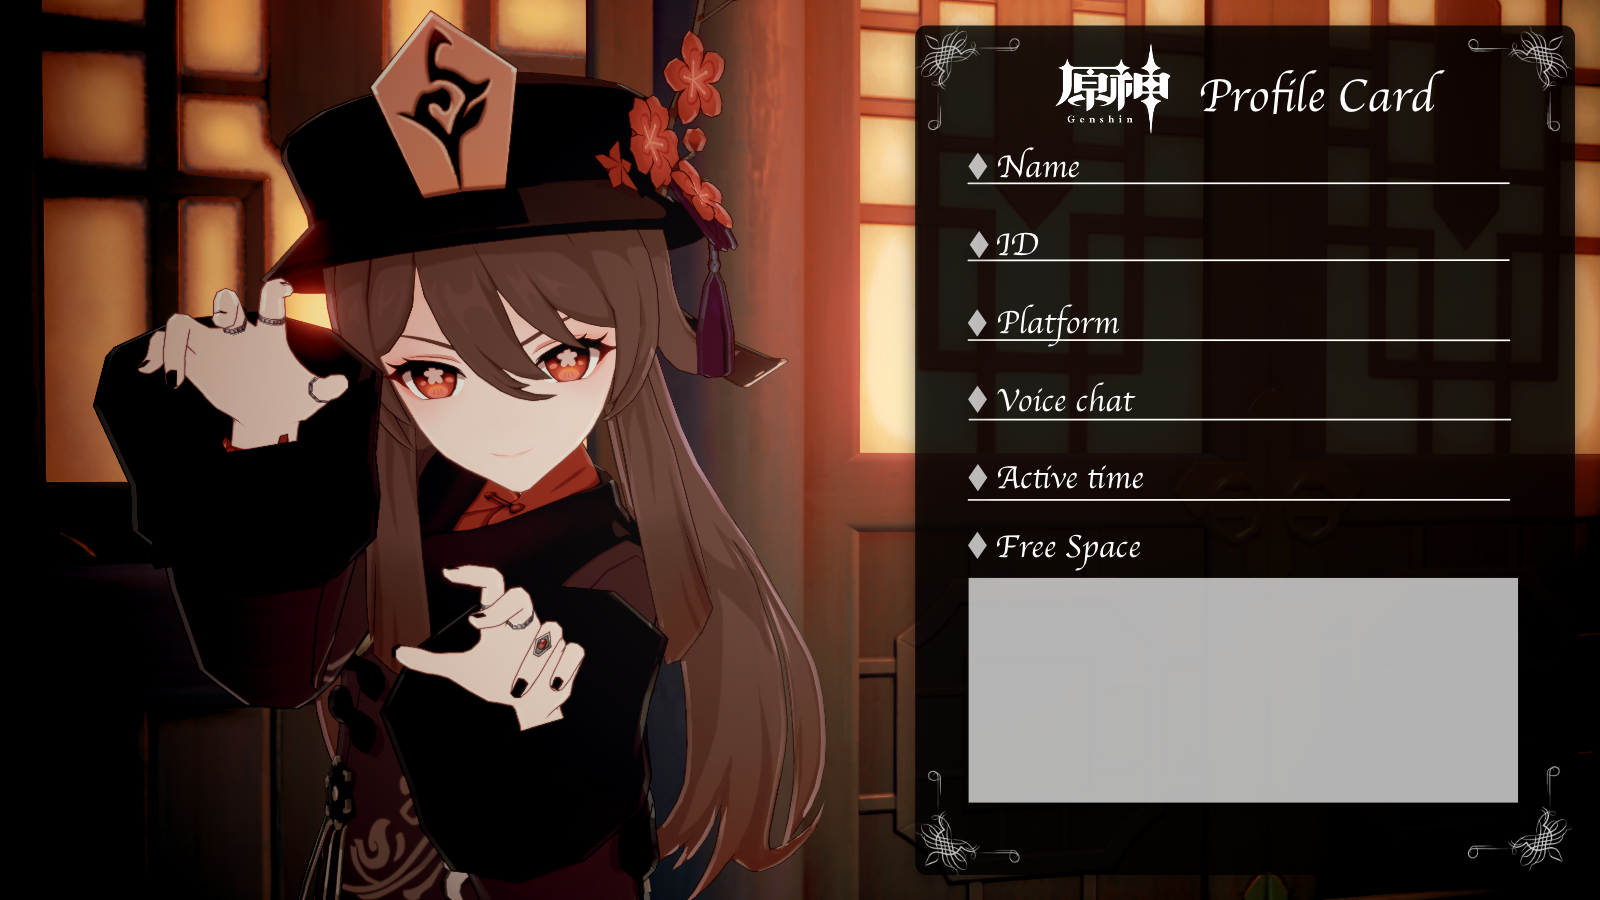 原神
Genshin
Profile Card
Name
ID
Platform
Voice chat
Active time
Free Space